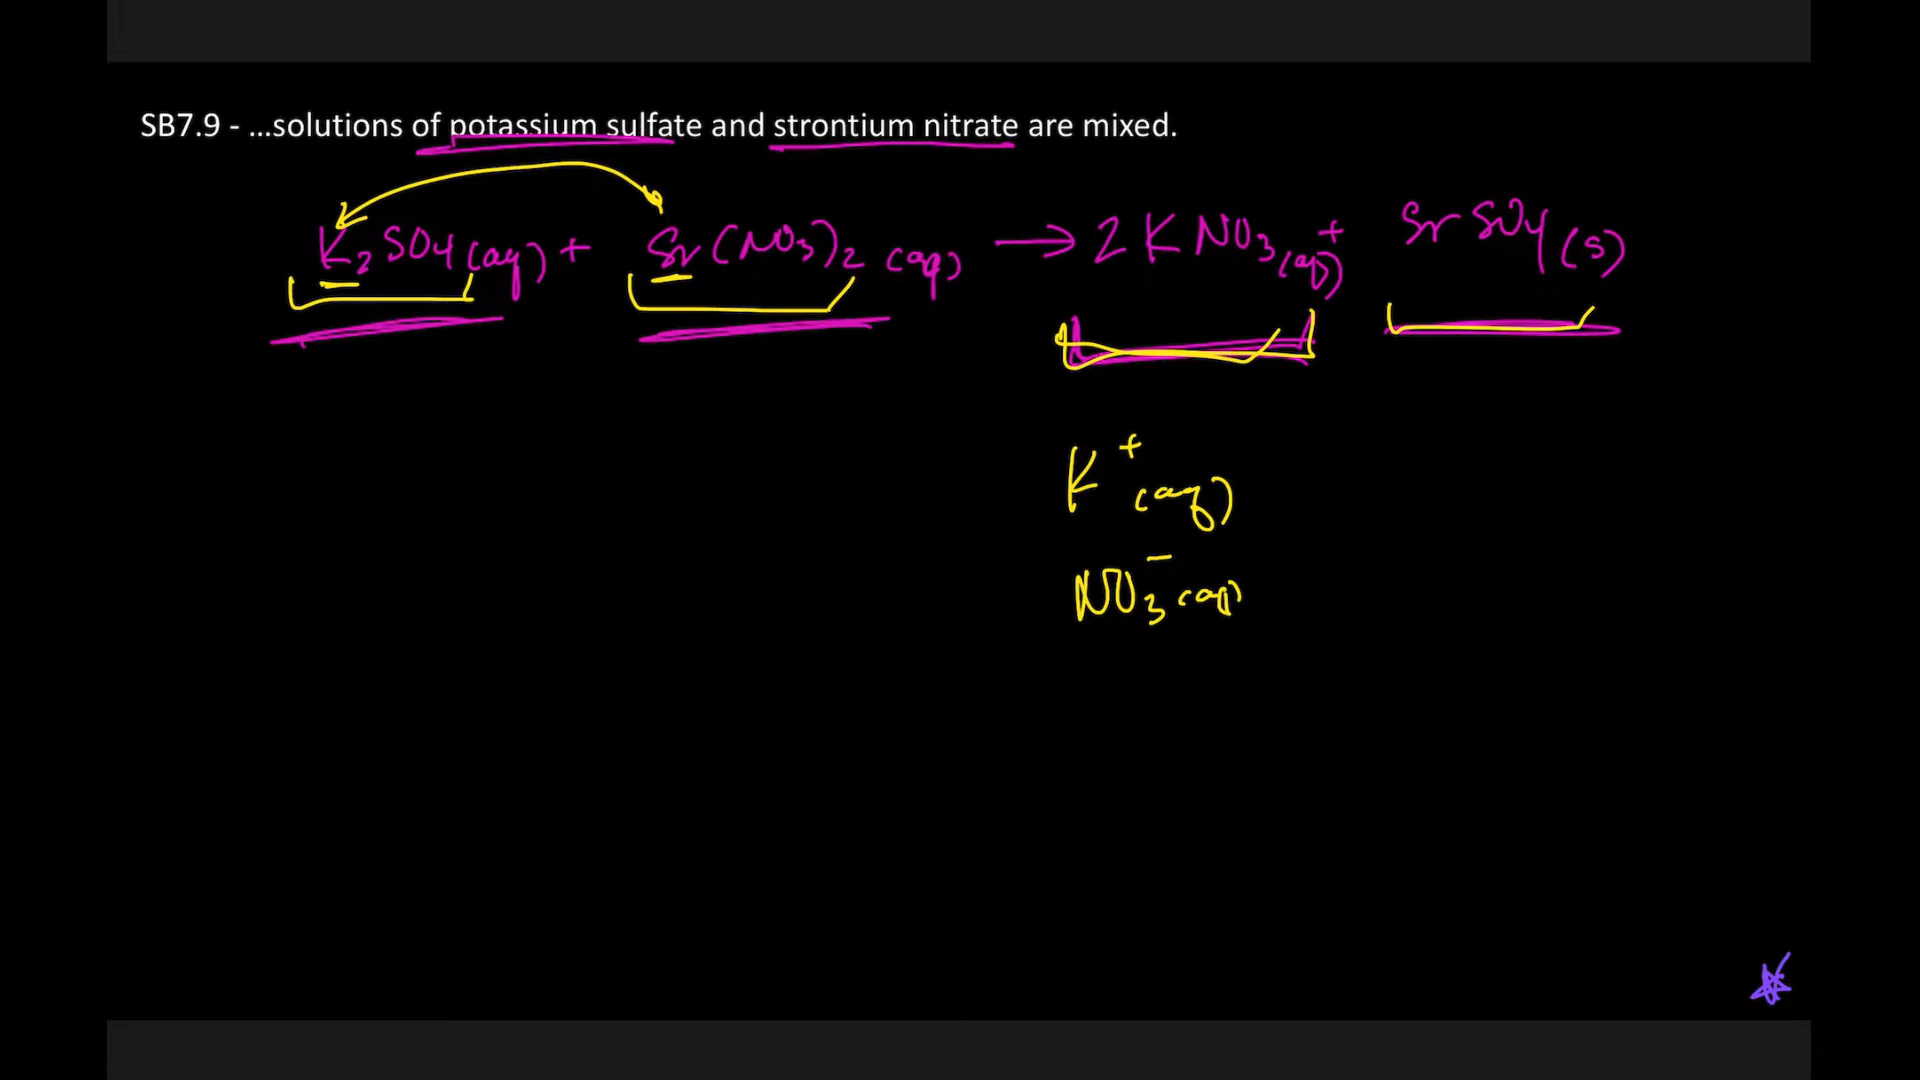 SB7.9 - ...solutions of potassium sulfate and strontium nitrate are mixed.
K₂SO₄(aq) + Sr(NO₃)₂(aq) → 2KNO₃(aq) + SrSO₄(s)
K⁺(aq)
NO₃⁻(aq)